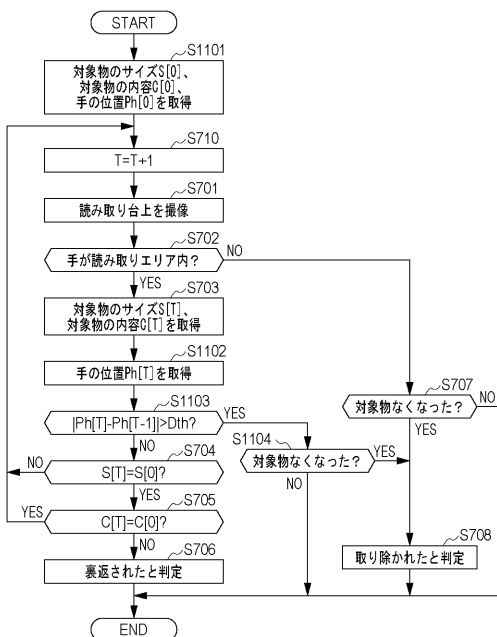 START
S1101
対象物のサイズS[0]、
対象物の内容C[0]、
手の位置Ph[0]を取得
S710
T=T+1
S701
読み取り台上を撮像
S702
手が読み取りエリア内?
NO
YES
S703
対象物のサイズS[T]、
対象物の内容C[T]を取得
S1102
手の位置Ph[T]を取得
S1103
|Ph[T]-Ph[T-1]|>Dth?
YES
NO
S707
対象物なくなった?
NO
YES
S1104
対象物なくなった?
YES
NO
S704
S[T]=S[0]?
NO
YES
S705
C[T]=C[0]?
YES
NO
S706
裏返されたと判定
S708
取り除かれたと判定
END